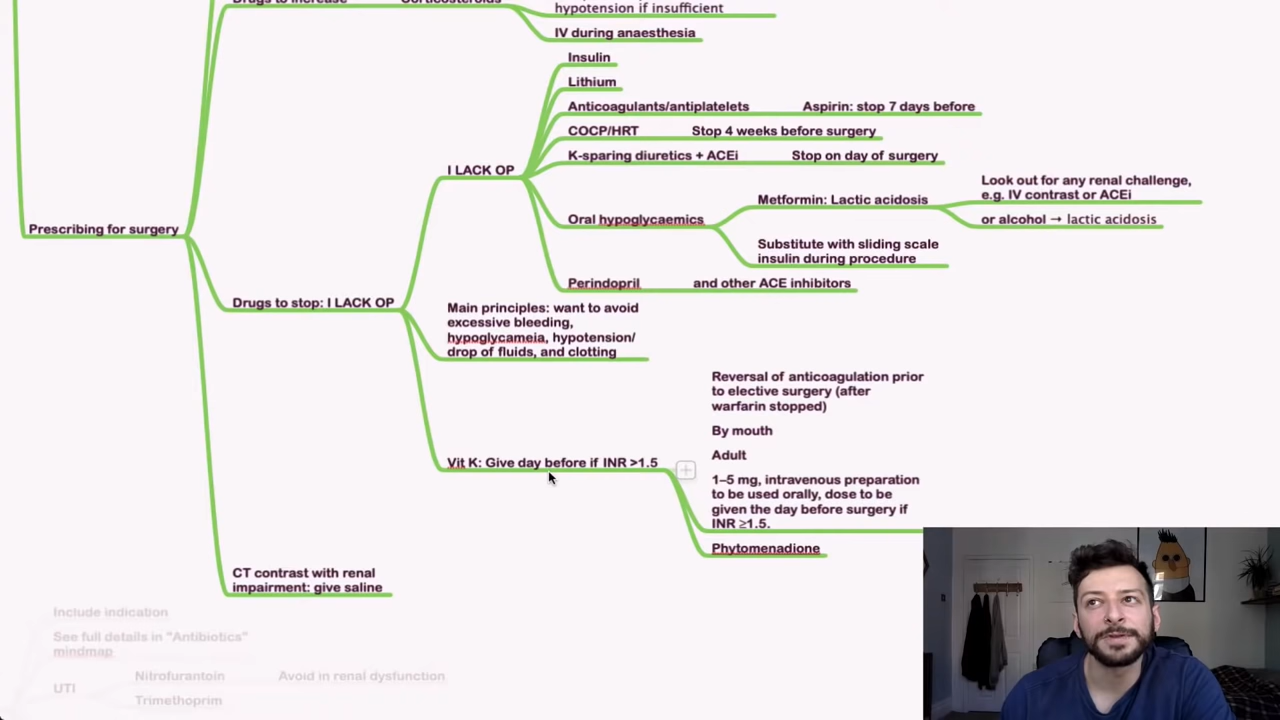 Drugs to increase
Corticosteroids
hypotension if insufficient
IV during anaesthesia
Insulin
Lithium
Anticoagulants/antiplatelets
Aspirin: stop 7 days before
COCP/HRT
Stop 4 weeks before surgery
K-sparing diuretics + ACEi
Stop on day of surgery
I LACK OP
Look out for any renal challenge,
e.g. IV contrast or ACEi
Metformin: Lactic acidosis
or alcohol → lactic acidosis
Oral hypoglycaemics
Substitute with sliding scale
insulin during procedure
Prescribing for surgery
Perindopril
and other ACE inhibitors
Drugs to stop: I LACK OP
Main principles: want to avoid
excessive bleeding,
hypoglycameia, hypotension/
drop of fluids, and clotting
Reversal of anticoagulation prior
to elective surgery (after
warfarin stopped)
By mouth
Adult
Vit K: Give day before if INR >1.5
1–5 mg, intravenous preparation
to be used orally, dose to be
given the day before surgery if
INR ≥1.5.
Phytomenadione
CT contrast with renal
impairment: give saline
Include indication
See full details in "Antibiotics"
mindmap
UTI
Nitrofurantoin
Avoid in renal dysfunction
Trimethoprim